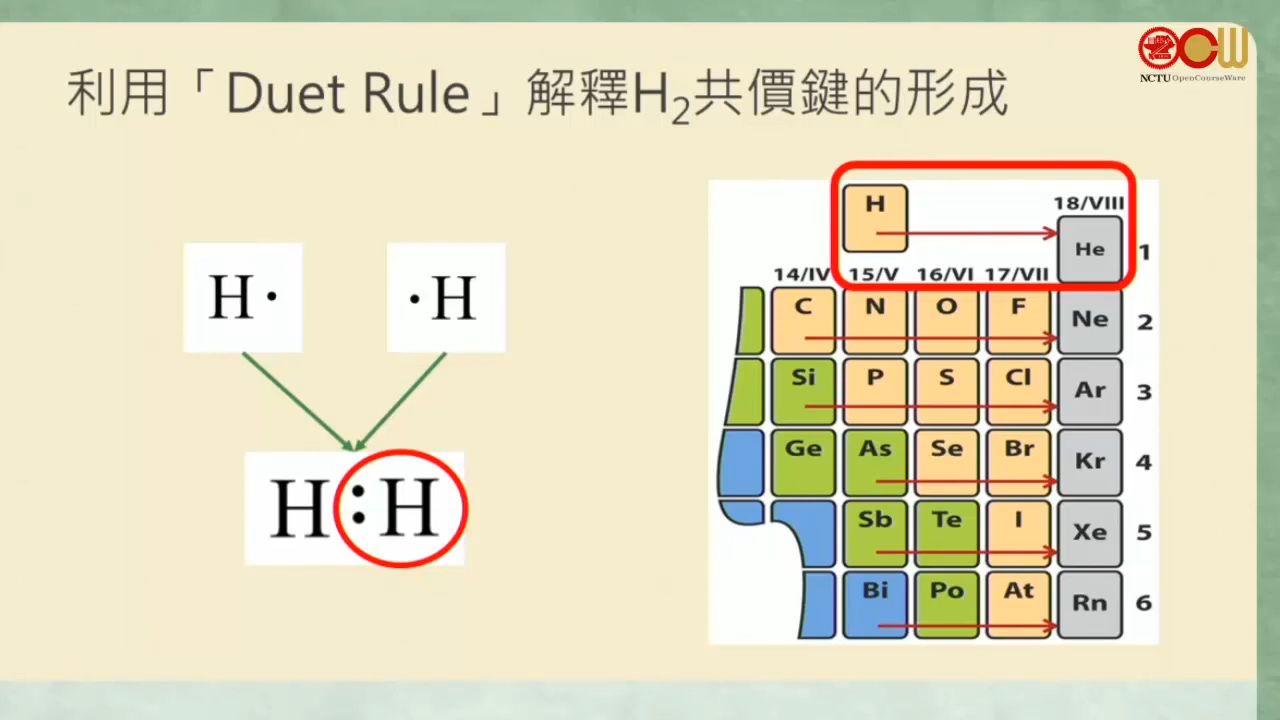 利用「Duet Rule」解釋H₂共價鍵的形成
NCTU OpenCourseWare
H·
·H
H:H
H
18/VIII
He
1
14/IV 15/V 16/VI 17/VII
C N O F Ne 2
Si P S Cl Ar 3
Ge As Se Br Kr 4
Sb Te I Xe 5
Bi Po At Rn 6